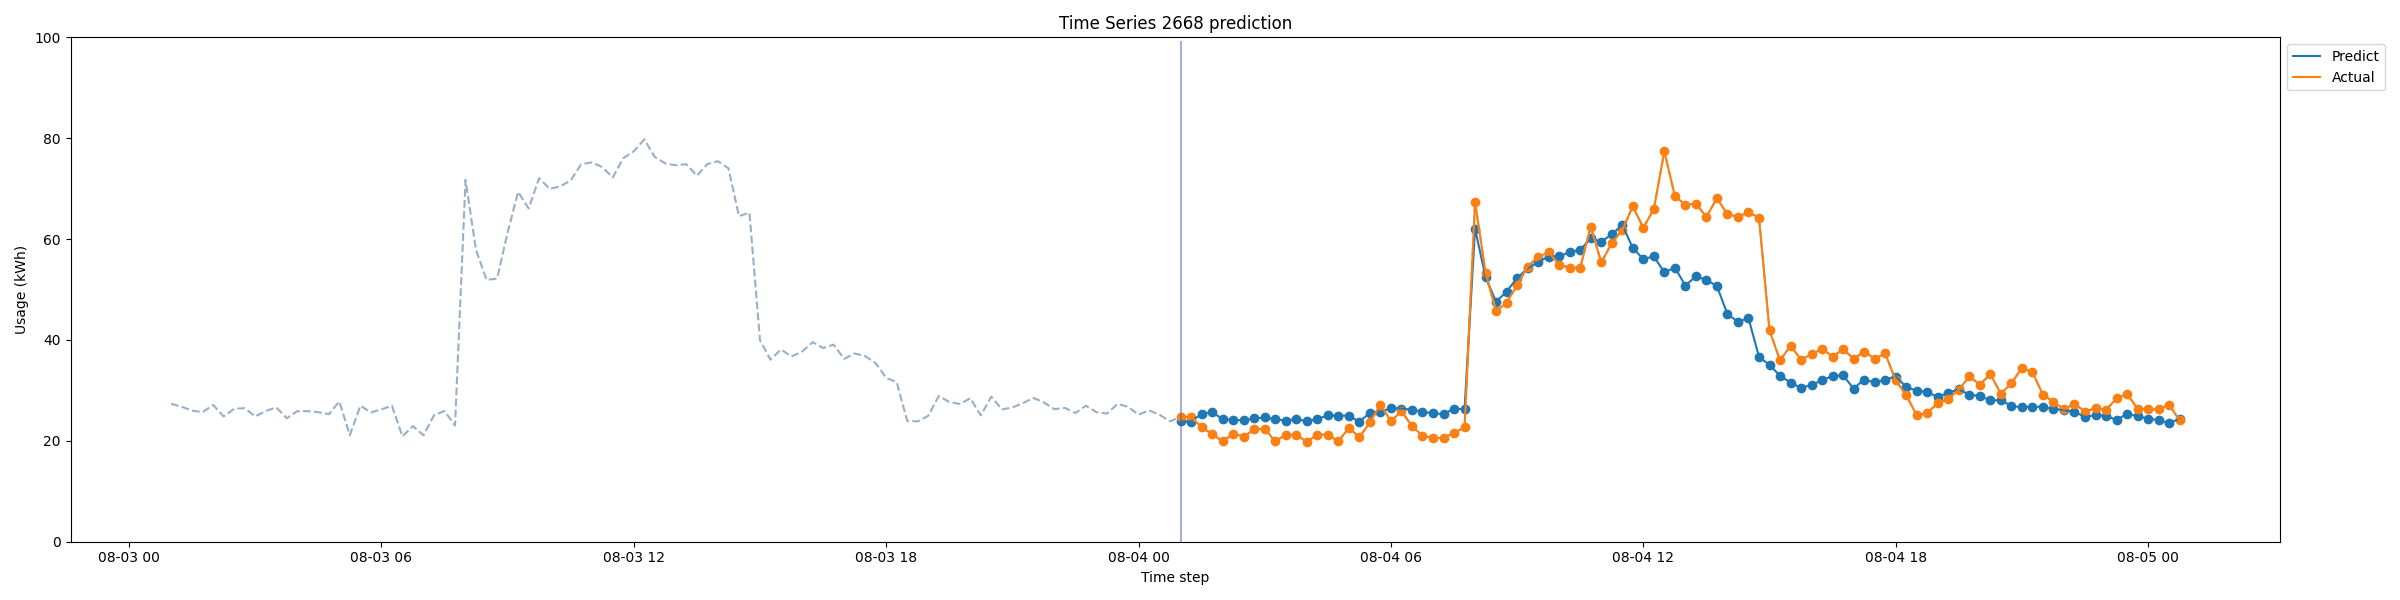 Time Series 2668 prediction
100
80
60
40
20
0
Usage (kWh)
08-03 00 08-03 06 08-03 12 08-03 18 08-04 00 08-04 06 08-04 12 08-04 18 08-05 00
Time step
Predict
Actual